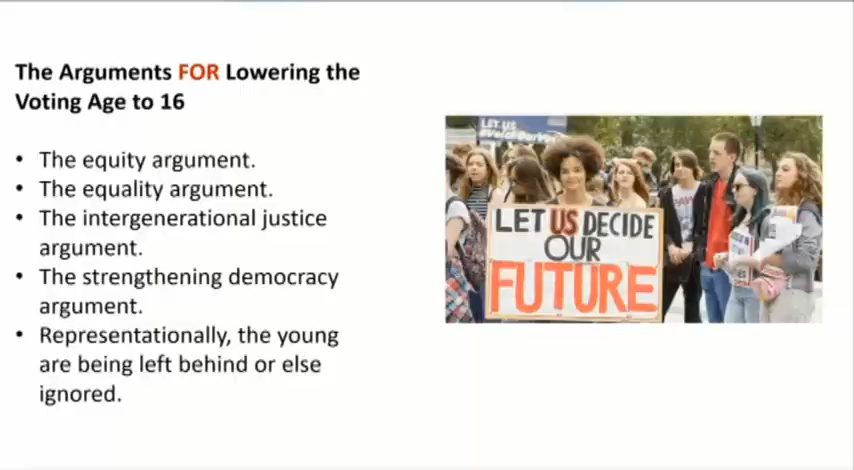 The Arguments FOR Lowering the
Voting Age to 16
• The equity argument.
• The equality argument.
• The intergenerational justice
argument.
• The strengthening democracy
argument.
• Representationally, the young
are being left behind or else
ignored.
LET US
LET US DECIDE
OUR
FUTURE